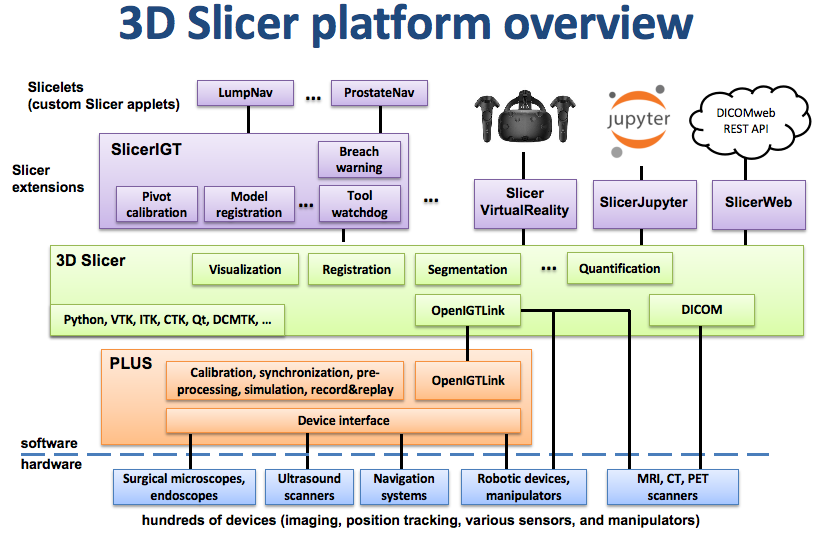 3D Slicer platform overview
Slicelets
(custom Slicer applets)
LumpNav
...
ProstateNav
jupyter
DICOMweb
REST API
Slicer
extensions
SlicerIGT
Breach
warning
Pivot
calibration
Model
registration
...
Tool
watchdog
...
Slicer
VirtualReality
SlicerJupyter
SlicerWeb
3D Slicer
Visualization
Registration
Segmentation
...
Quantification
Python, VTK, ITK, CTK, Qt, DCMTK, ...
OpenIGTLink
DICOM
PLUS
Calibration, synchronization, pre-
processing, simulation, record&replay
OpenIGTLink
Device interface
software
hardware
Surgical microscopes,
endoscopes
Ultrasound
scanners
Navigation
systems
Robotic devices,
manipulators
MRI, CT, PET
scanners
hundreds of devices (imaging, position tracking, various sensors, and manipulators)